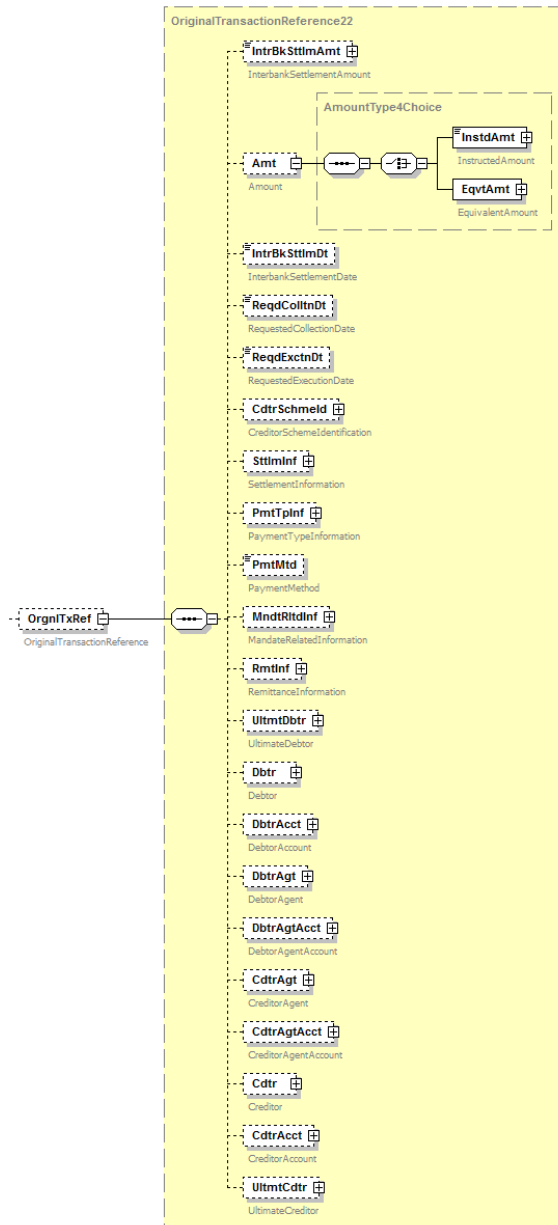 OriginalTransactionReference22
IntrBkSttlmAmt
InterbankSettlementAmount
AmountType4Choice
Amt
Amount
InstdAmt
InstructedAmount
EqvtAmt
EquivalentAmount
IntrBkSttlmDt
InterbankSettlementDate
ReqdColltnDt
RequestedCollectionDate
ReqdExctnDt
RequestedExecutionDate
CdtrSchmeId
CreditorSchemeIdentification
SttlmInf
SettlementInformation
PmtTpInf
PaymentTypeInformation
PmtMtd
PaymentMethod
OrgnlTxRef
OriginalTransactionReference
MndtRltdInf
MandateRelatedInformation
RmtInf
RemittanceInformation
UltmtDbtr
UltimateDebtor
Dbtr
Debtor
DbtrAcct
DebtorAccount
DbtrAgt
DebtorAgent
DbtrAgtAcct
DebtorAgentAccount
CdtrAgt
CreditorAgent
CdtrAgtAcct
CreditorAgentAccount
Cdtr
Creditor
CdtrAcct
CreditorAccount
UltmtCdtr
UltimateCreditor